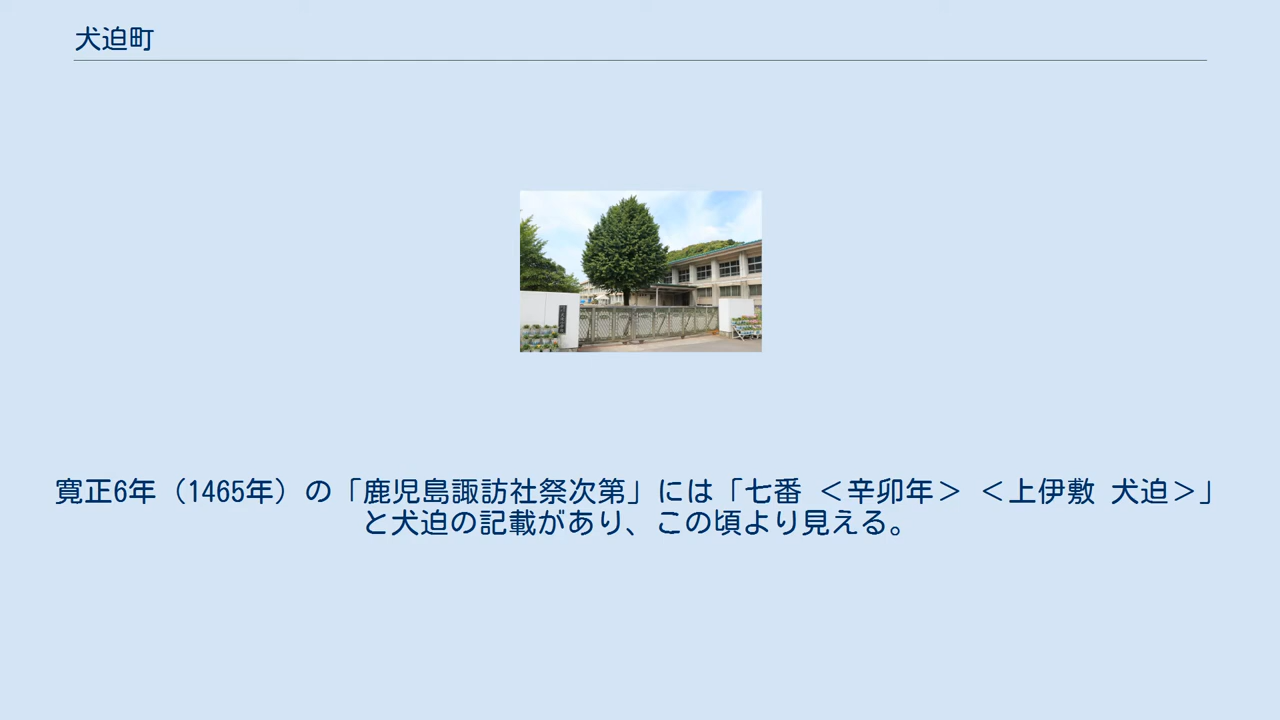 犬迫町
寛正6年（1465年）の「鹿児島諏訪社祭次第」には「七番 ＜辛卯年＞ ＜上伊敷 犬迫＞」
と犬迫の記載があり、この頃より見える。